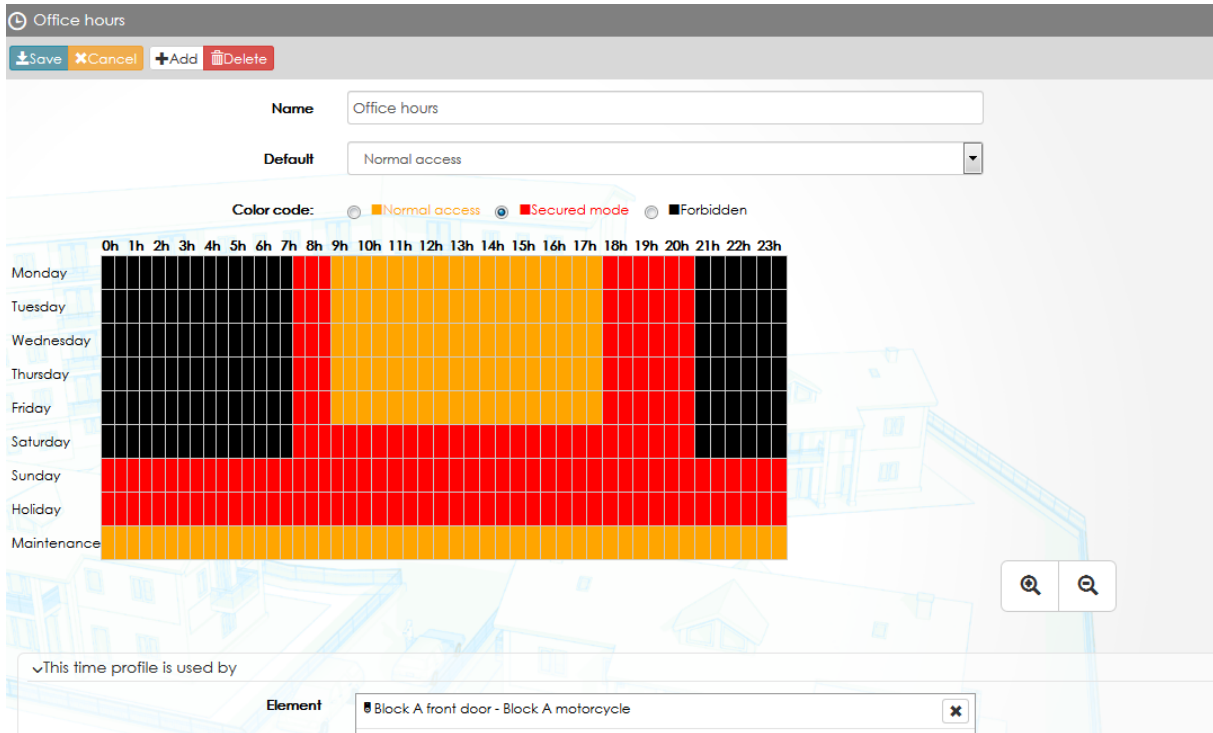 Office hours
Save Cancel Add Delete
Name Office hours
Default Normal access
Color code: Normal access Secured mode Forbidden
0h 1h 2h 3h 4h 5h 6h 7h 8h 9h 10h 11h 12h 13h 14h 15h 16h 17h 18h 19h 20h 21h 22h 23h
Monday
Tuesday
Wednesday
Thursday
Friday
Saturday
Sunday
Holiday
Maintenance
This time profile is used by
Element Block A front door - Block A motorcycle